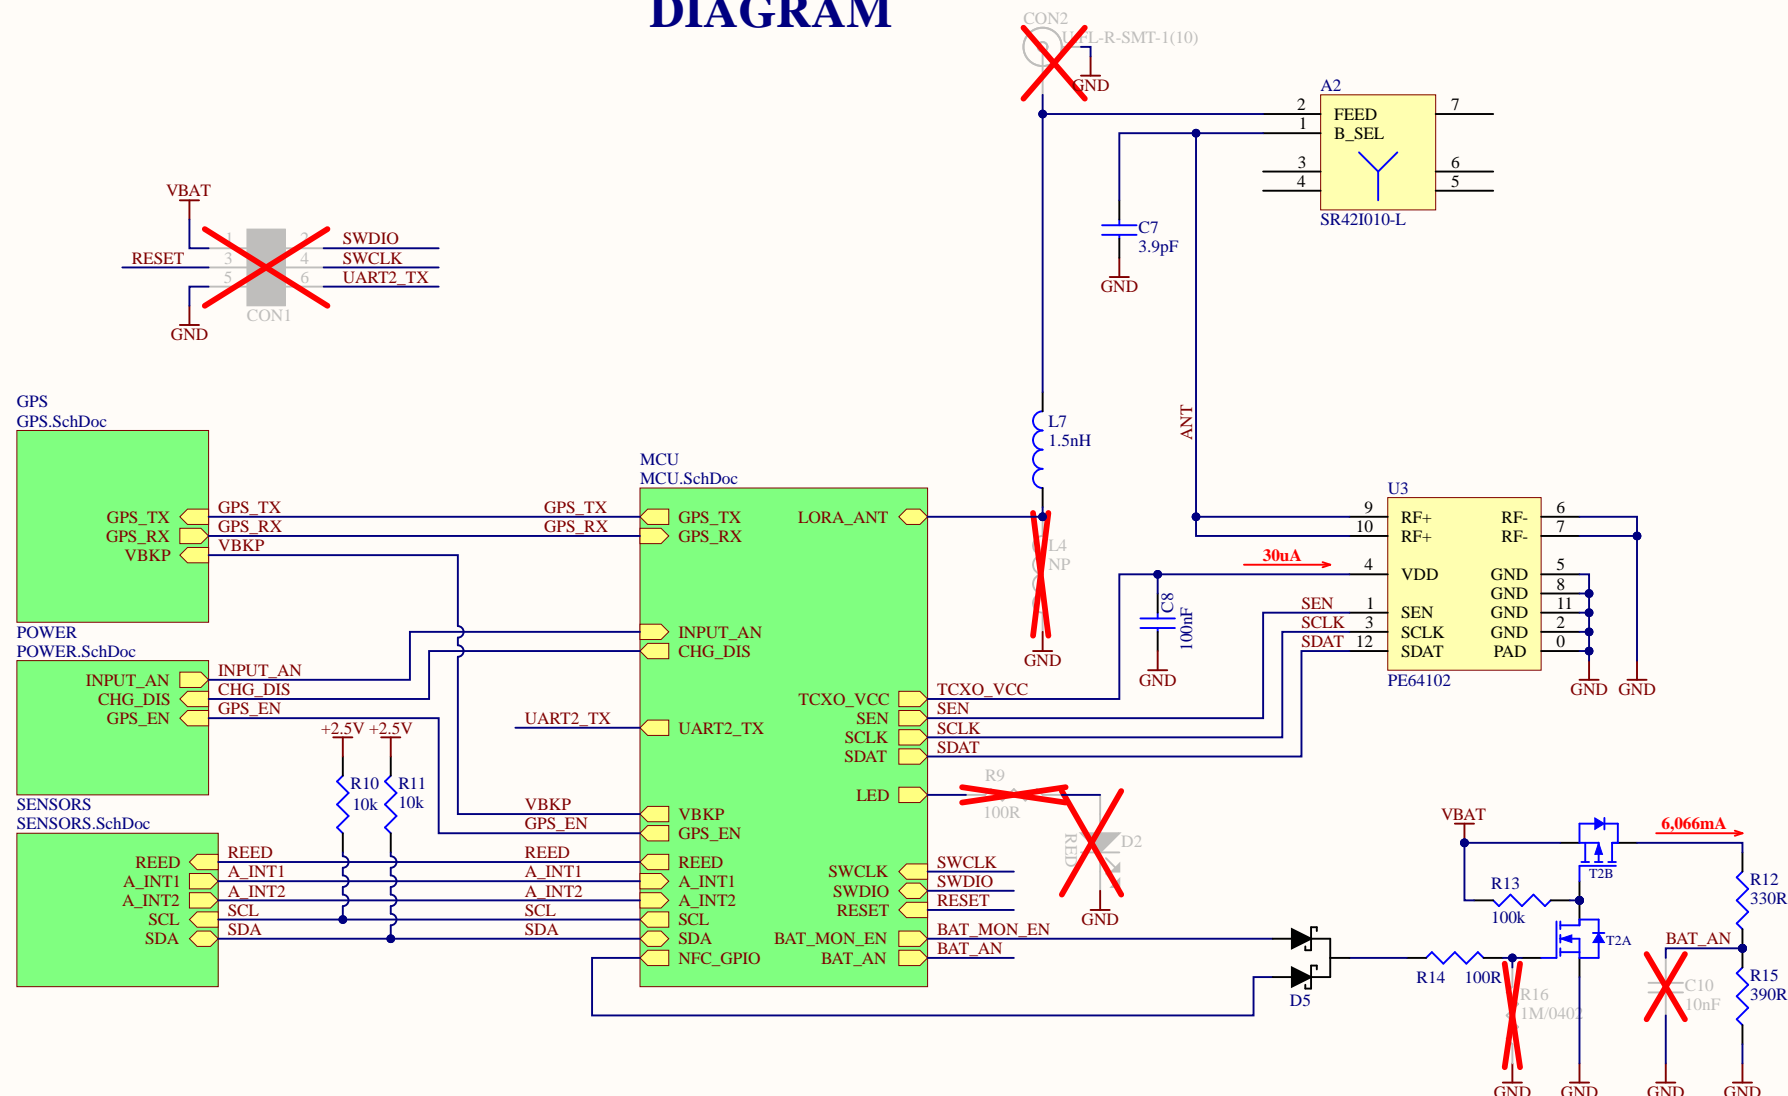 DIAGRAM
CON2
U.FL-R-SMT-1(10)
GND
A2
2 FEED 7
1 B_SEL
3 6
4 5
SR42I010-L
C7
3.9pF
GND
VBAT
1 2 SWDIO
RESET 3 4 SWCLK
5 6 UART2_TX
CON1
GND
L7
1.5nH
ANT
L4
NP
GND
GPS
GPS.SchDoc
GPS_TX GPS_TX
GPS_RX GPS_RX
VBKP VBKP
POWER
POWER.SchDoc
INPUT_AN INPUT_AN
CHG_DIS CHG_DIS
GPS_EN GPS_EN
+2.5V +2.5V
R10
10k
R11
10k
SENSORS
SENSORS.SchDoc
REED REED
A_INT1 A_INT1
A_INT2 A_INT2
SCL SCL
SDA SDA
MCU
MCU.SchDoc
GPS_TX GPS_TX LORA_ANT
GPS_RX GPS_RX
INPUT_AN
CHG_DIS
TCXO_VCC TCXO_VCC
SEN SEN
UART2_TX UART2_TX
SCLK SCLK
SDAT SDAT
LED
VBKP VBKP
GPS_EN GPS_EN
REED REED
A_INT1 A_INT1 SWCLK SWCLK
A_INT2 A_INT2 SWDIO SWDIO
SCL SCL RESET RESET
SDA SDA BAT_MON_EN BAT_MON_EN
NFC_GPIO BAT_AN BAT_AN
R9
100R
D2
RED
GND
C8
100nF
GND
30uA
U3
9 RF+ RF- 6
10 RF+ RF- 7
4 VDD GND 5
GND 8
SEN 1 SEN GND 11
SCLK 3 SCLK GND 2
SDAT 12 SDAT PAD 0
PE64102
GND GND
VBAT
6,066mA
T2B
R13
100k
R12
330R
T2A
BAT_AN
R14 100R
D5
R16
1M/0402
C10
10nF
R15
390R
GND GND GND GND